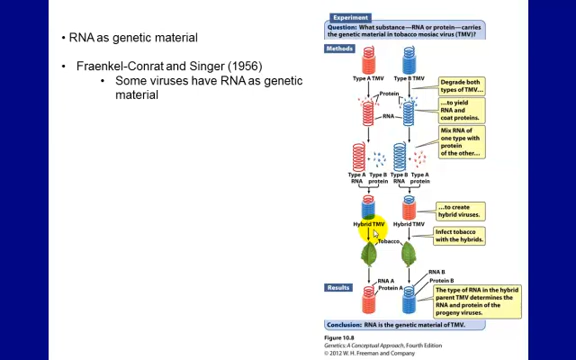 • RNA as genetic material
• Fraenkel-Conrat and Singer (1956)
• Some viruses have RNA as genetic
material
Experiment
Question: What substance—RNA or protein—carries
the genetic material in tobacco mosiac virus (TMV)?
Methods
Type A TMV
Type B TMV
Degrade both
types of TMV…
Protein
…to yield
RNA and
coat proteins.
RNA
Mix RNA of
one type with
protein
of the other…
Type A
RNA
Type B
protein
Type B
RNA
Type A
protein
…to create
hybrid viruses.
Hybrid TMV
Hybrid TMV
Infect tobacco
with the hybrids.
Tobacco
RNA A
Protein A
RNA B
Protein B
Results
The type of RNA in the hybrid
parent TMV determines the
RNA and protein of the
progeny viruses.
Conclusion: RNA is the genetic material of TMV.
Figure 10.8
Genetics: A Conceptual Approach, Fourth Edition
© 2012 W. H. Freeman and Company